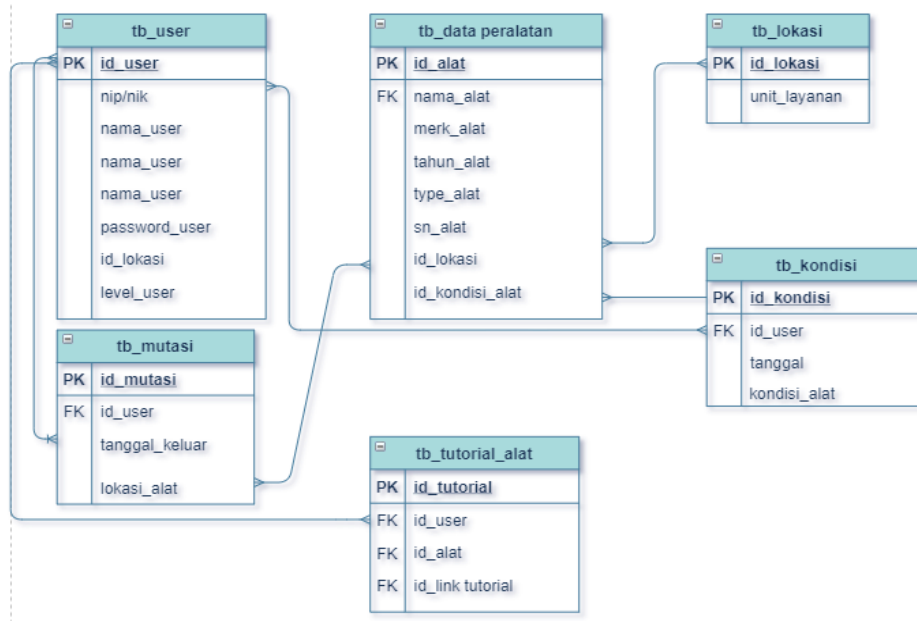 tb_user
PK id_user
nip/nik
nama_user
nama_user
nama_user
password_user
id_lokasi
level_user
tb_data peralatan
PK id_alat
FK nama_alat
merk_alat
tahun_alat
type_alat
sn_alat
id_lokasi
id_kondisi_alat
tb_lokasi
PK id_lokasi
unit_layanan
tb_kondisi
PK id_kondisi
FK id_user
tanggal
kondisi_alat
tb_mutasi
PK id_mutasi
FK id_user
tanggal_keluar
lokasi_alat
tb_tutorial_alat
PK id_tutorial
FK id_user
FK id_alat
FK id_link tutorial